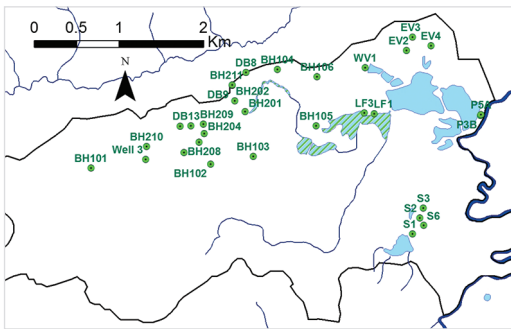 0 0.5 1 2
Km
N
EV3
EV2 EV4
DB8 BH104 WV1
BH211 BH106
DB9 BH202
BH201
DB13 BH209 BH105 LF3 LF1 P5A
BH204 P3B
BH210
Well 3 BH208 BH103
BH101 BH102
S3
S2
S1 S6